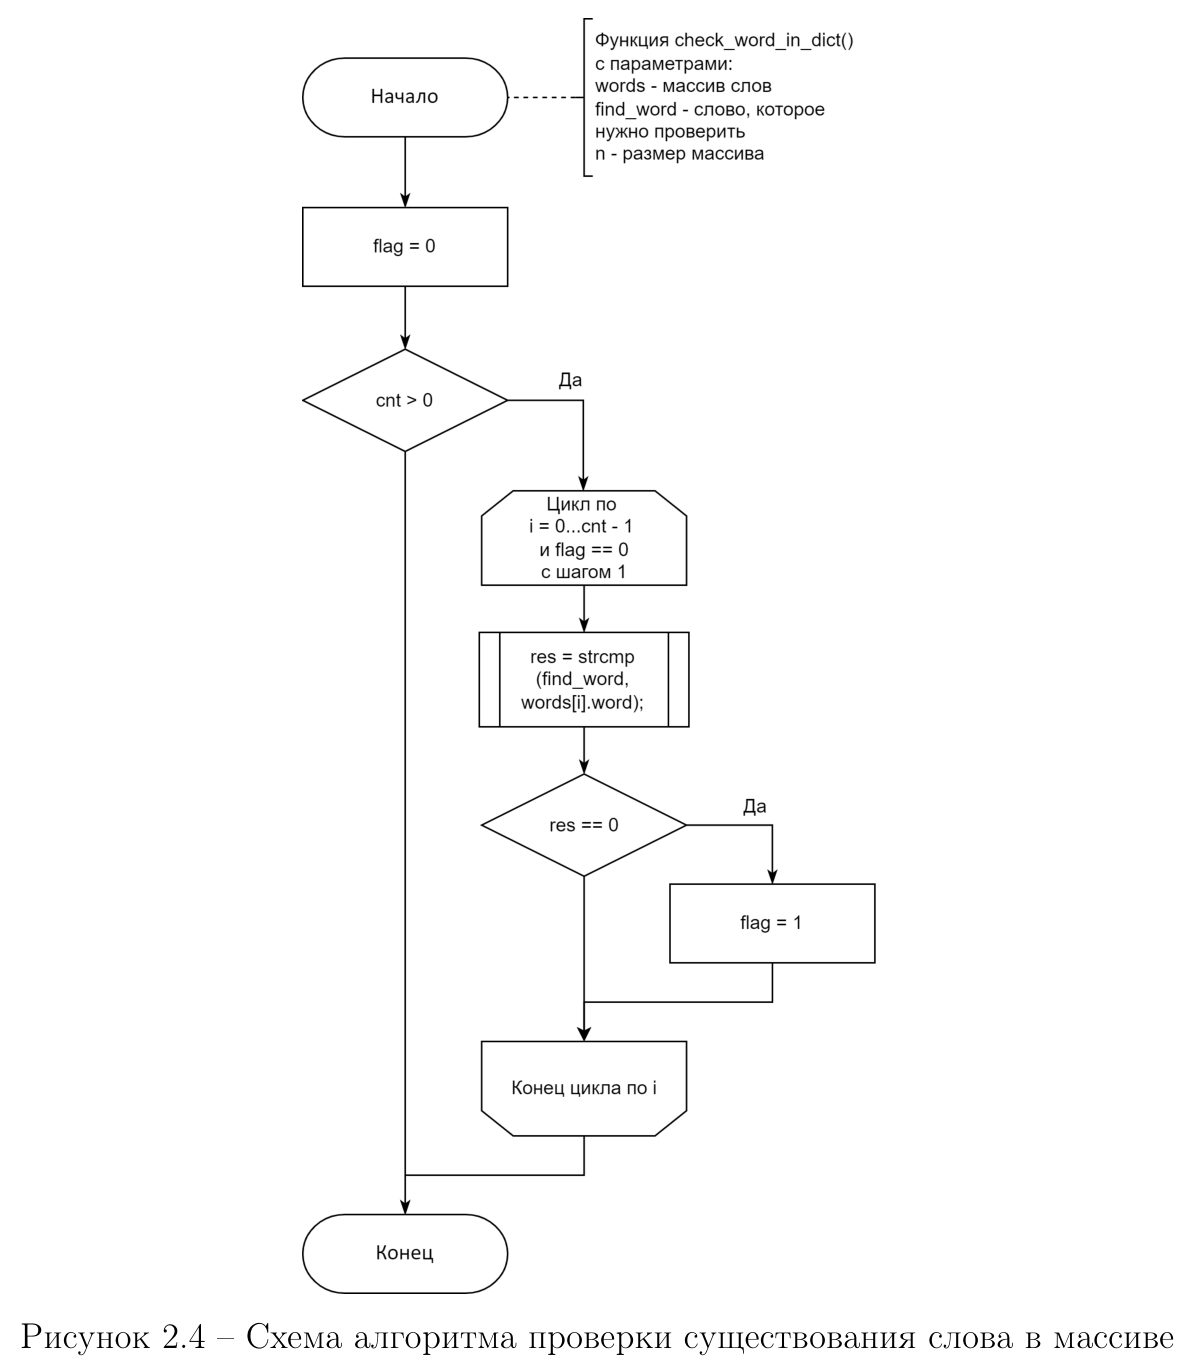 Начало
Функция check_word_in_dict()
с параметрами:
words - массив слов
find_word - слово, которое
нужно проверить
n - размер массива
flag = 0
cnt > 0
Да
Цикл по
i = 0...cnt - 1
и flag == 0
с шагом 1
res = strcmp
(find_word,
words[i].word);
res == 0
Да
flag = 1
Конец цикла по i
Конец
Рисунок 2.4 – Схема алгоритма проверки существования слова в массиве